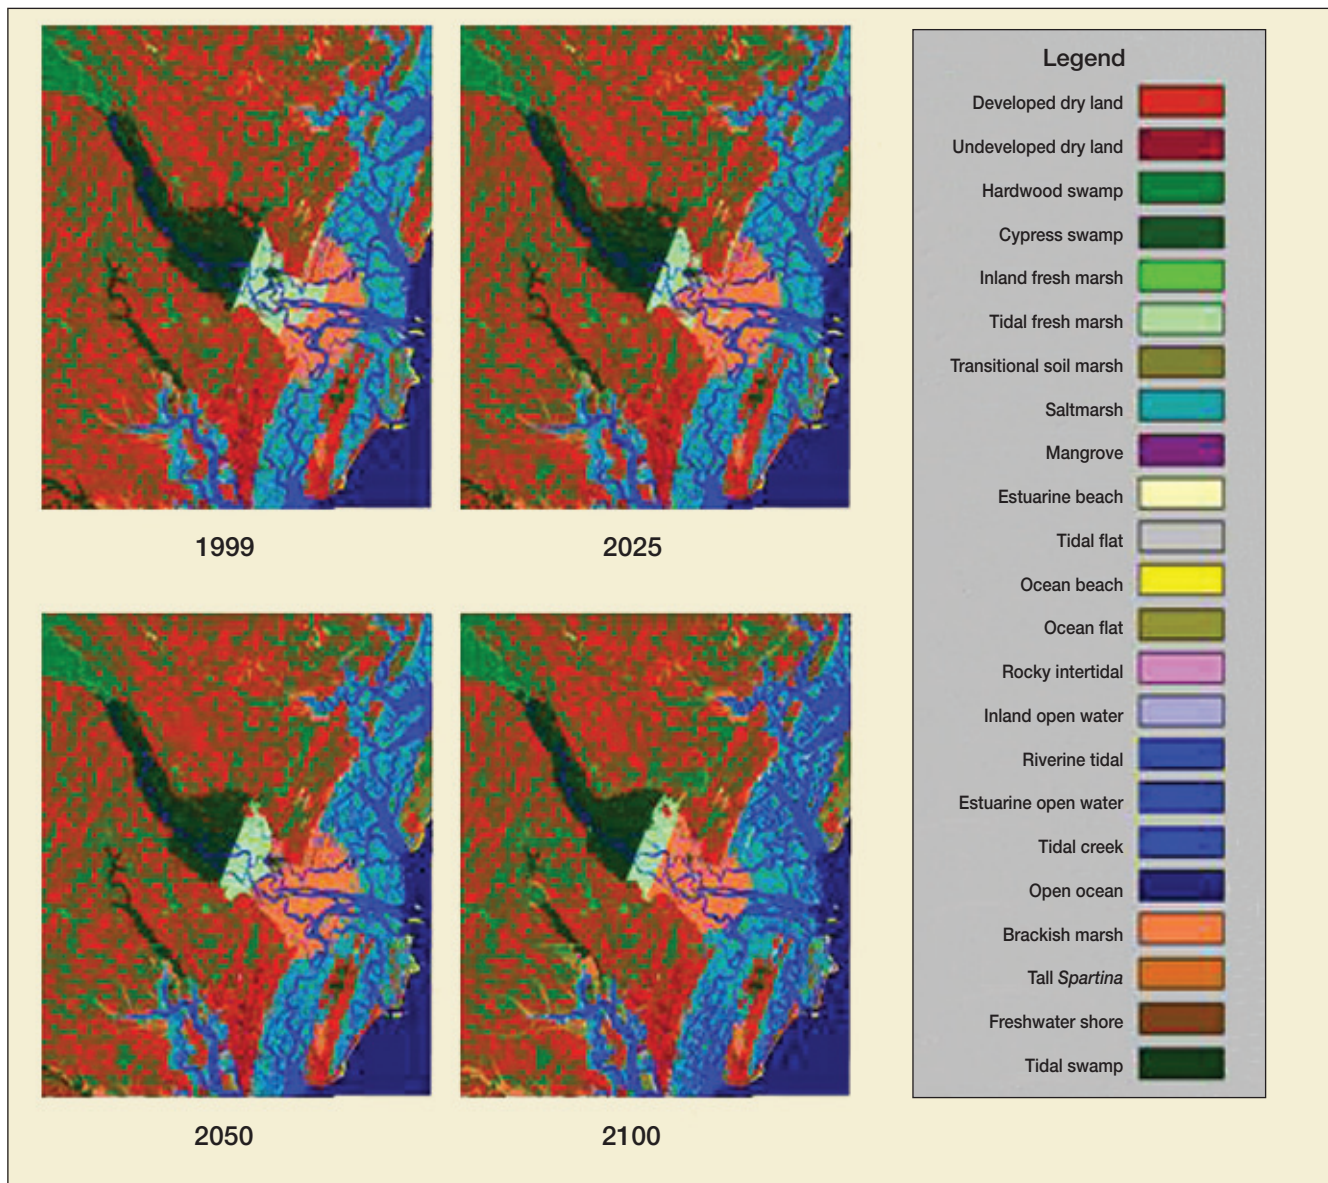 1999
2025
2050
2100
Legend
Developed dry land
Undeveloped dry land
Hardwood swamp
Cypress swamp
Inland fresh marsh
Tidal fresh marsh
Transitional soil marsh
Saltmarsh
Mangrove
Estuarine beach
Tidal flat
Ocean beach
Ocean flat
Rocky intertidal
Inland open water
Riverine tidal
Estuarine open water
Tidal creek
Open ocean
Brackish marsh
Tall Spartina
Freshwater shore
Tidal swamp